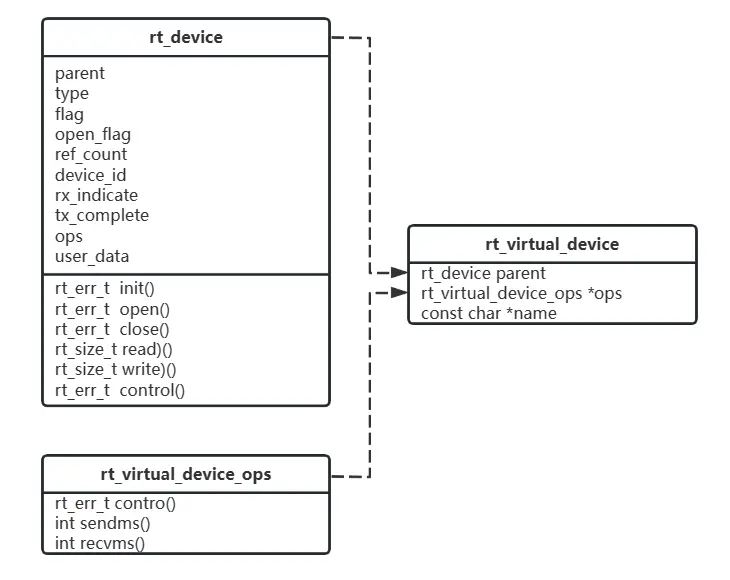 rt_device
parent
type
flag
open_flag
ref_count
device_id
rx_indicate
tx_complete
ops
user_data
rt_err_t  init()
rt_err_t  open()
rt_err_t  close()
rt_size_t read)()
rt_size_t write)()
rt_err_t  control()
rt_virtual_device
rt_device parent
rt_virtual_device_ops *ops
const char *name
rt_virtual_device_ops
rt_err_t contro()
int sendms()
int recvms()